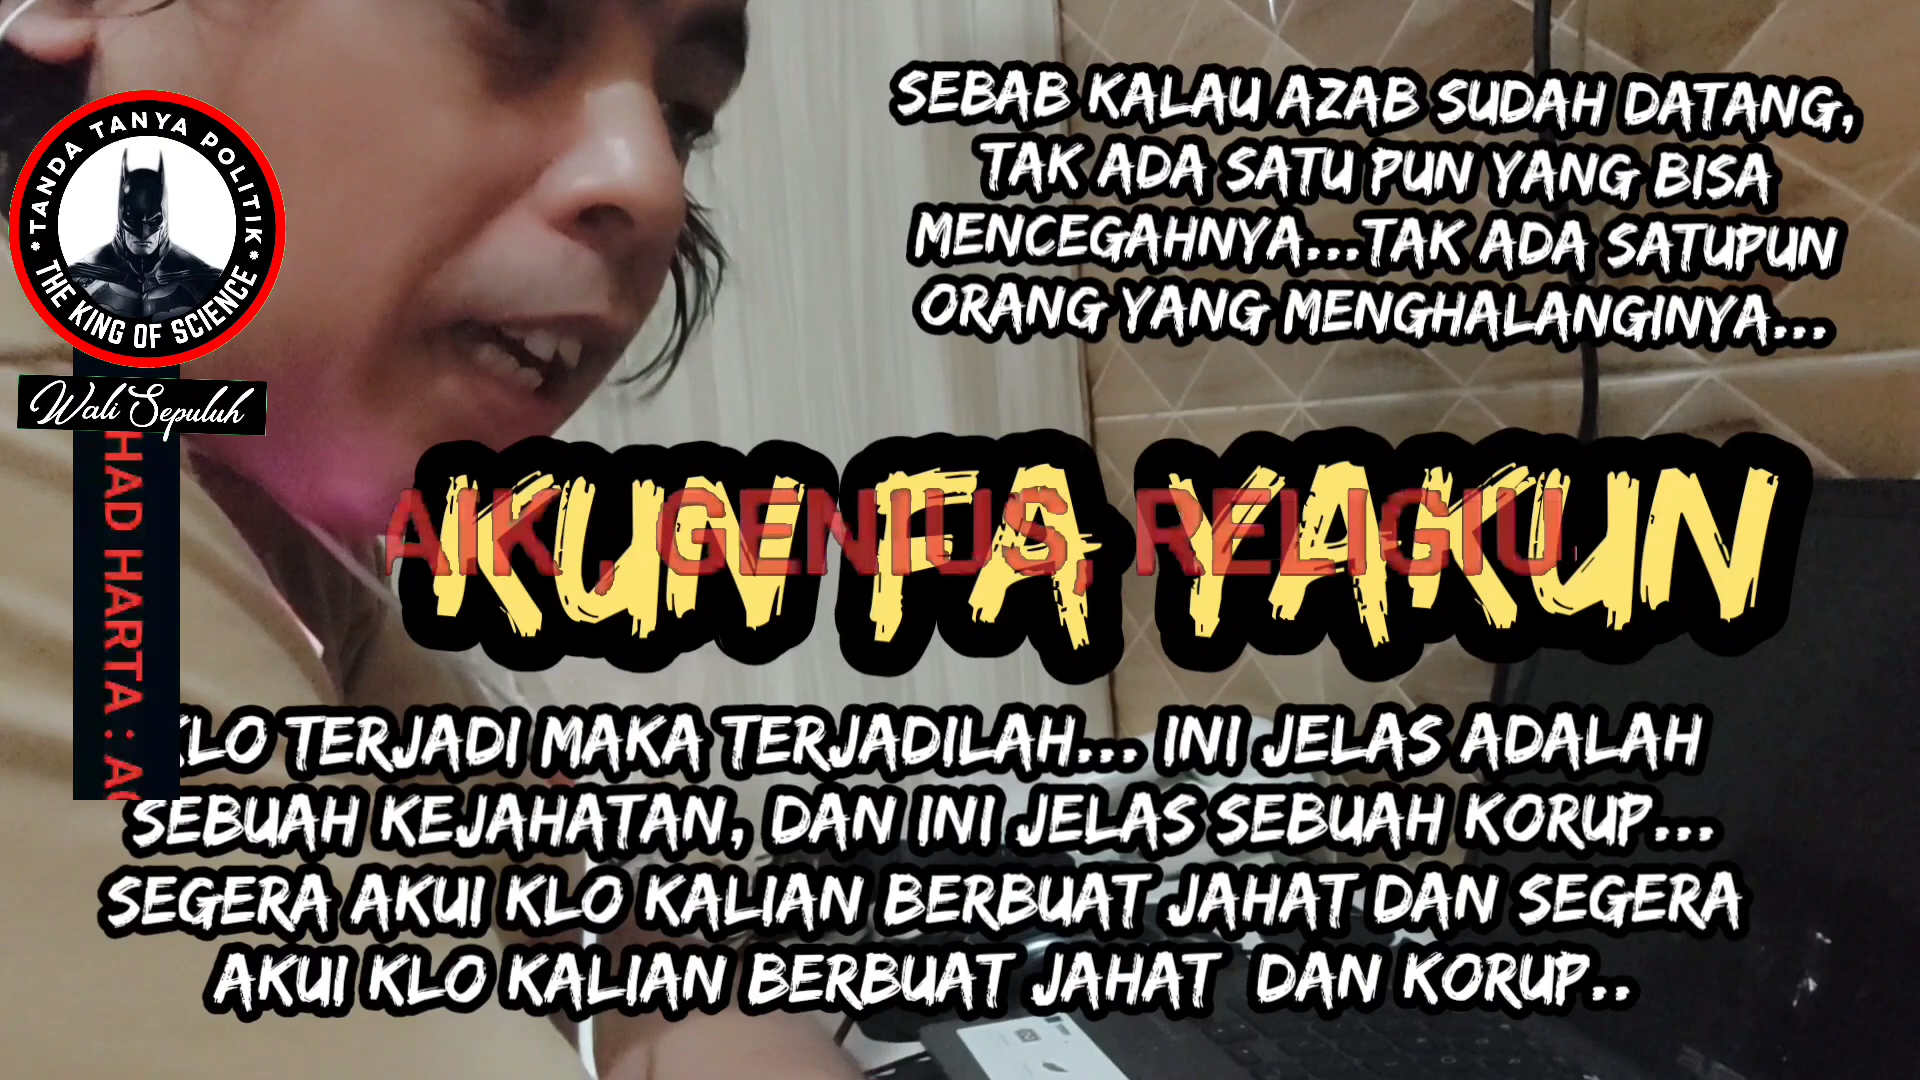 SEBAB KALAU AZAB SUDAH DATANG,
TAK ADA SATU PUN YANG BISA
MENCEGAHNYA...TAK ADA SATUPUN
ORANG YANG MENGHALANGINYA...
* TANDA TANYA POLITIK *
THE KING OF SCIENCE
Wali Sepuluh
HAD HARTA : A
KUN FA YAKUN
AIK , GENIUS, RELIGIU
KLO TERJADI MAKA TERJADILAH... INI JELAS ADALAH
SEBUAH KEJAHATAN, DAN INI JELAS SEBUAH KORUP...
SEGERA AKUI KLO KALIAN BERBUAT JAHAT DAN SEGERA
AKUI KLO KALIAN BERBUAT JAHAT DAN KORUP..